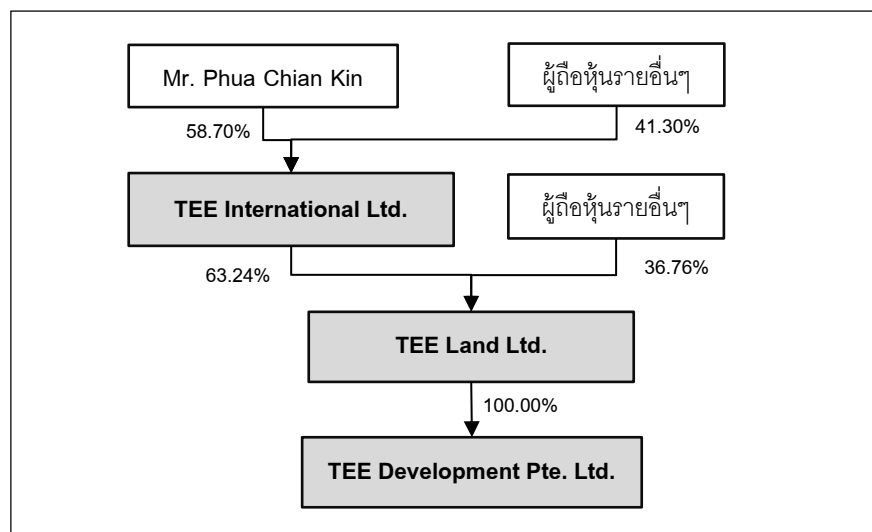 Mr. Phua Chian Kin
ผู้ถือหุ้นรายอื่นๆ
58.70%
41.30%
TEE International Ltd.
ผู้ถือหุ้นรายอื่นๆ
63.24%
36.76%
TEE Land Ltd.
100.00%
TEE Development Pte. Ltd.